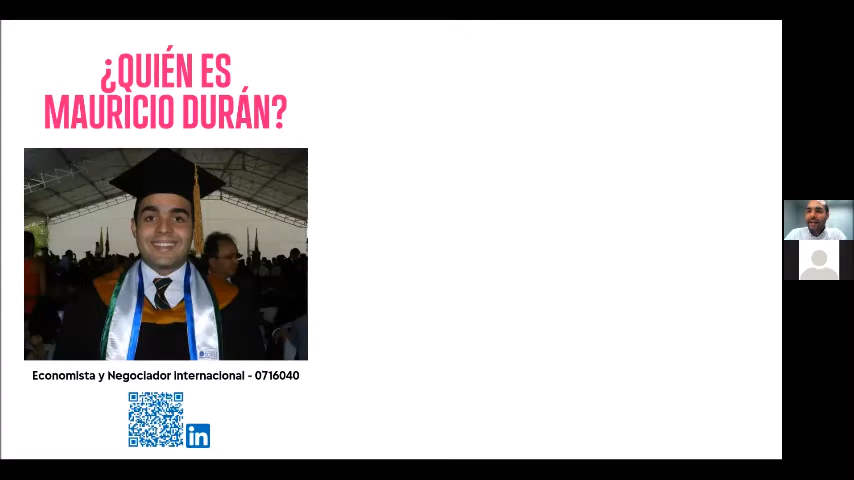 ¿QUIÉN ES
MAURICIO DURÁN?
Economista y Negociador Internacional - 0716040
in